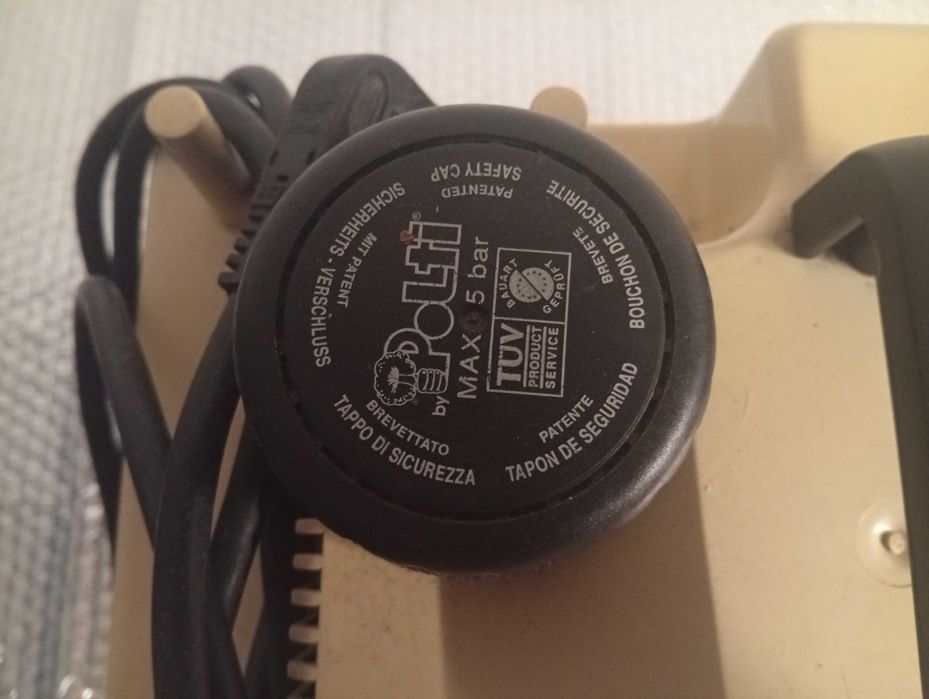 by Polti®
MAX 5 bar
TÜV
PRODUCT
SERVICE
BAUART
GEPRÜFT
PATENTED
SAFETY CAP
BREVETE
BOUCHON DE SECURITE
PATENTE
TAPON DE SEGURIDAD
BREVETTATO
TAPPO DI SICUREZZA
MIT PATENT
SICHERHEITS - VERSCHLUSS